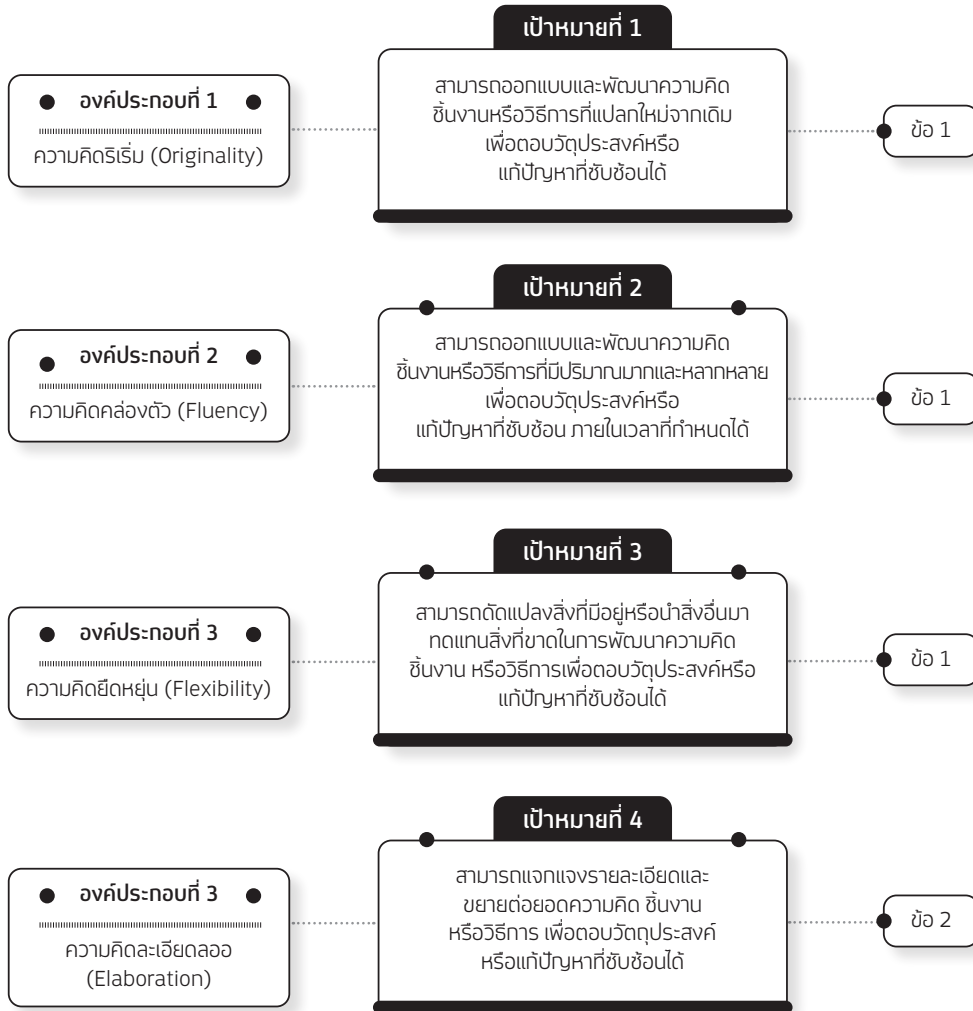 เป้าหมายที่ 1
องค์ประกอบที่ 1
ความคิดริเริ่ม (Originality)
สามารถออกแบบและพัฒนาความคิด
ชิ้นงานหรือวิธีการที่แปลกใหม่จากเดิม
เพื่อตอบวัตุประสงค์หรือ
แก้ปัญหาที่ซับซ้อนได้
ข้อ 1
เป้าหมายที่ 2
องค์ประกอบที่ 2
ความคิดคล่องตัว (Fluency)
สามารถออกแบบและพัฒนาความคิด
ชิ้นงานหรือวิธีการที่มีปริมาณมากและหลากหลาย
เพื่อตอบวัตุประสงค์หรือ
แก้ปัญหาที่ซับซ้อน ภายในเวลาที่กำหนดได้
ข้อ 1
เป้าหมายที่ 3
องค์ประกอบที่ 3
ความคิดยืดหยุ่น (Flexibility)
สามารถดัดแปลงสิ่งที่มีอยู่หรือนำสิ่งอื่นมา
ทดแทนสิ่งที่ขาดในการพัฒนาความคิด
ชิ้นงาน หรือวิธีการเพื่อตอบวัตุประสงค์หรือ
แก้ปัญหาที่ซับซ้อนได้
ข้อ 1
เป้าหมายที่ 4
องค์ประกอบที่ 3
ความคิดละเอียดลออ
(Elaboration)
สามารถแจกแจงรายละเอียดและ
ขยายต่อยอดความคิด ชิ้นงาน
หรือวิธีการ เพื่อตอบวัตถุประสงค์
หรือแก้ปัญหาที่ซับซ้อนได้
ข้อ 2